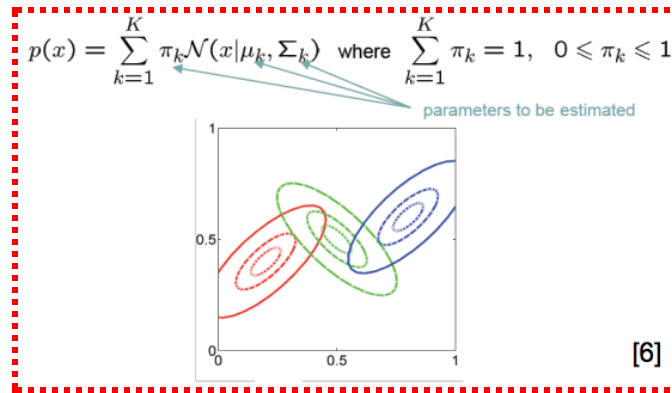 K K
p(x) = ∑ π_k N(x|μ_k, Σ_k) where ∑ π_k = 1, 0 ⩽ π_k ⩽ 1
k=1 k=1
parameters to be estimated
1
0.5
0
0 0.5 1
[6]